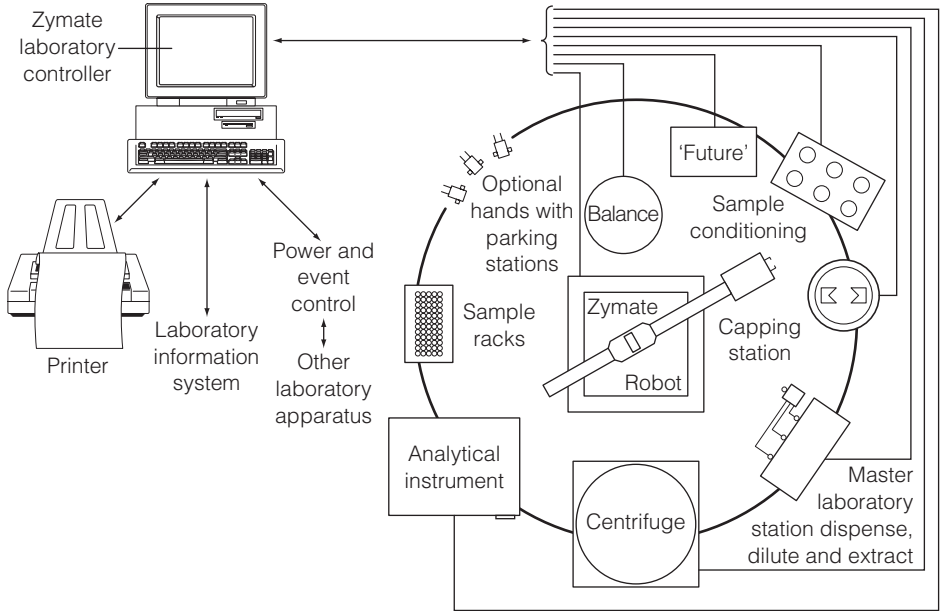 Zymate
laboratory
controller
Printer
Laboratory
information
system
Power and
event
control
Other
laboratory
apparatus
Optional
hands with
parking
stations
Balance
'Future'
Sample
conditioning
Sample
racks
Zymate
Robot
Capping
station
Analytical
instrument
Centrifuge
Master
laboratory
station dispense,
dilute and extract